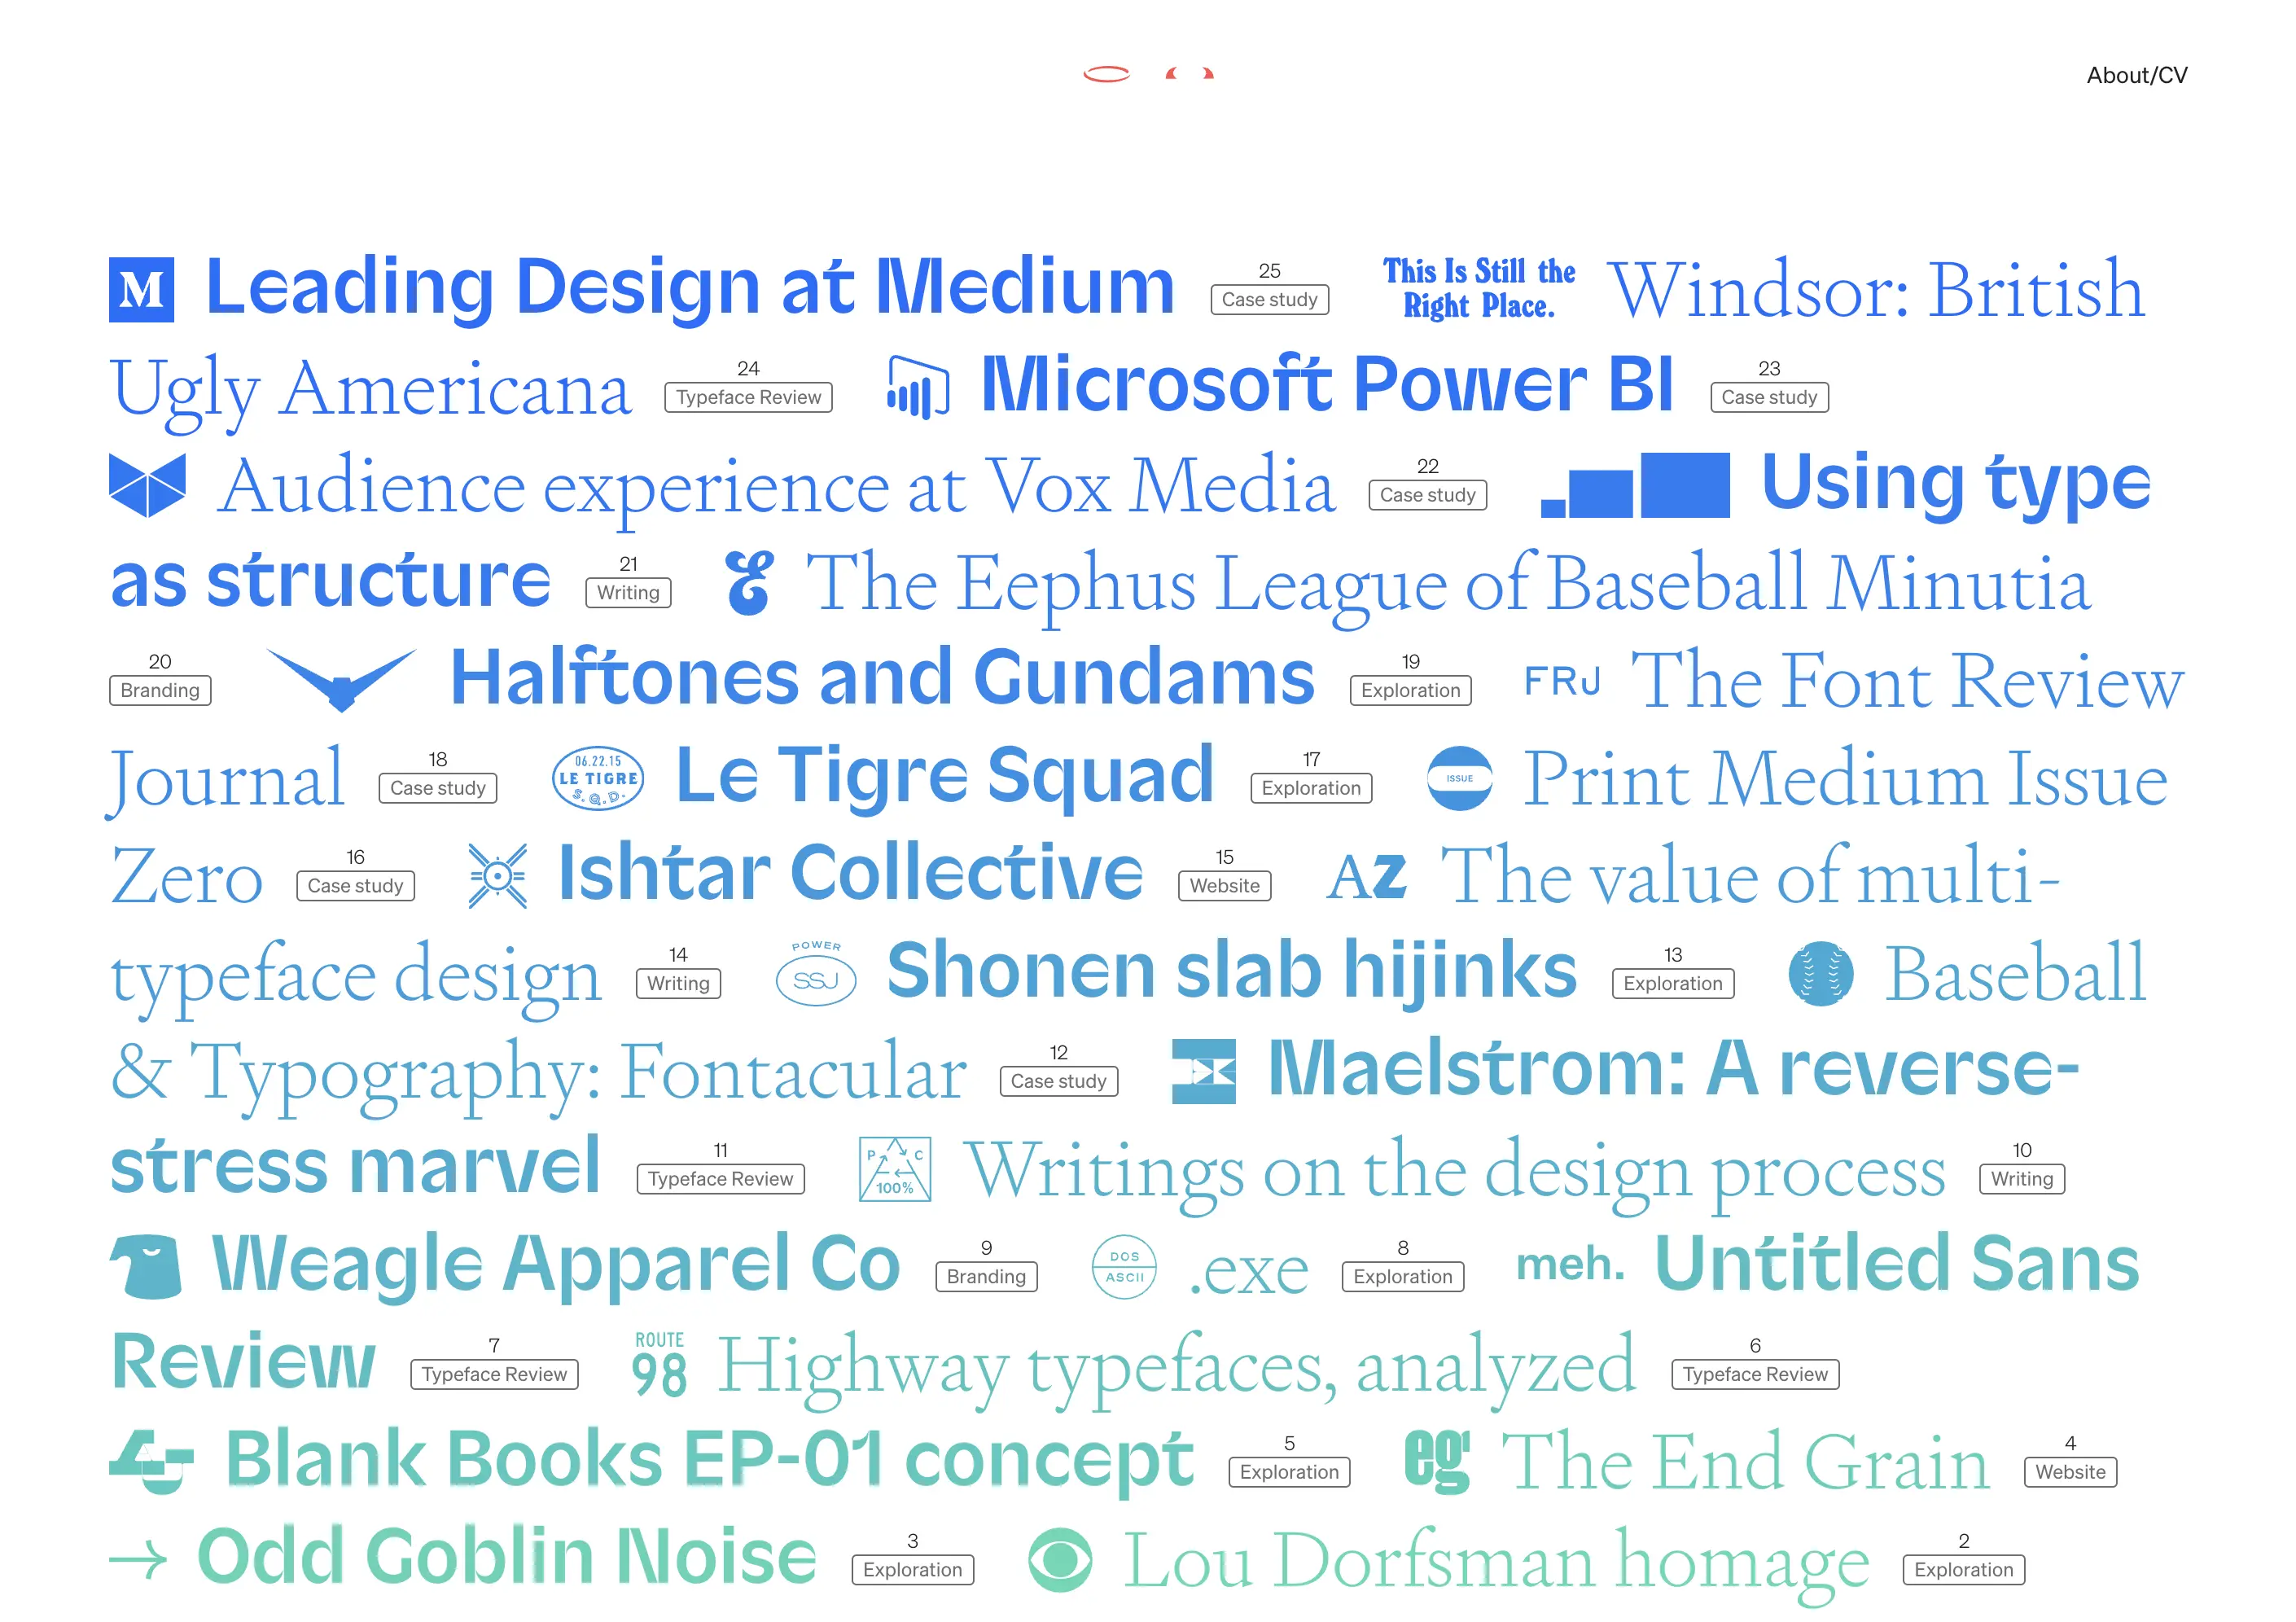 About/CV
M Leading Design at Medium 25 Case study This Is Still the Right Place. Windsor: British
Ugly Americana 24 Typeface Review Microsoft Power BI 23 Case study
Audience experience at Vox Media 22 Case study Using type
as structure 21 Writing E The Eephus League of Baseball Minutia
20 Branding Halftones and Gundams 19 Exploration FRJ The Font Review
Journal 18 Case study 06.22.15 LE TIGRE S.Q.D. Le Tigre Squad 17 Exploration ISSUE Print Medium Issue
Zero 16 Case study Ishtar Collective 15 Website AZ The value of multi-
typeface design 14 Writing POWER SSJ Shonen slab hijinks 13 Exploration Baseball
& Typography: Fontacular 12 Case study Maelstrom: A reverse-
stress marvel 11 Typeface Review P C 100% Writings on the design process 10 Writing
Weagle Apparel Co 9 Branding DOS ASCII .exe 8 Exploration meh. Untitled Sans
Review 7 Typeface Review ROUTE 98 Highway typefaces, analyzed 6 Typeface Review
Blank Books EP-01 concept 5 Exploration eg The End Grain 4 Website
→ Odd Goblin Noise 3 Exploration Lou Dorfsman homage 2 Exploration